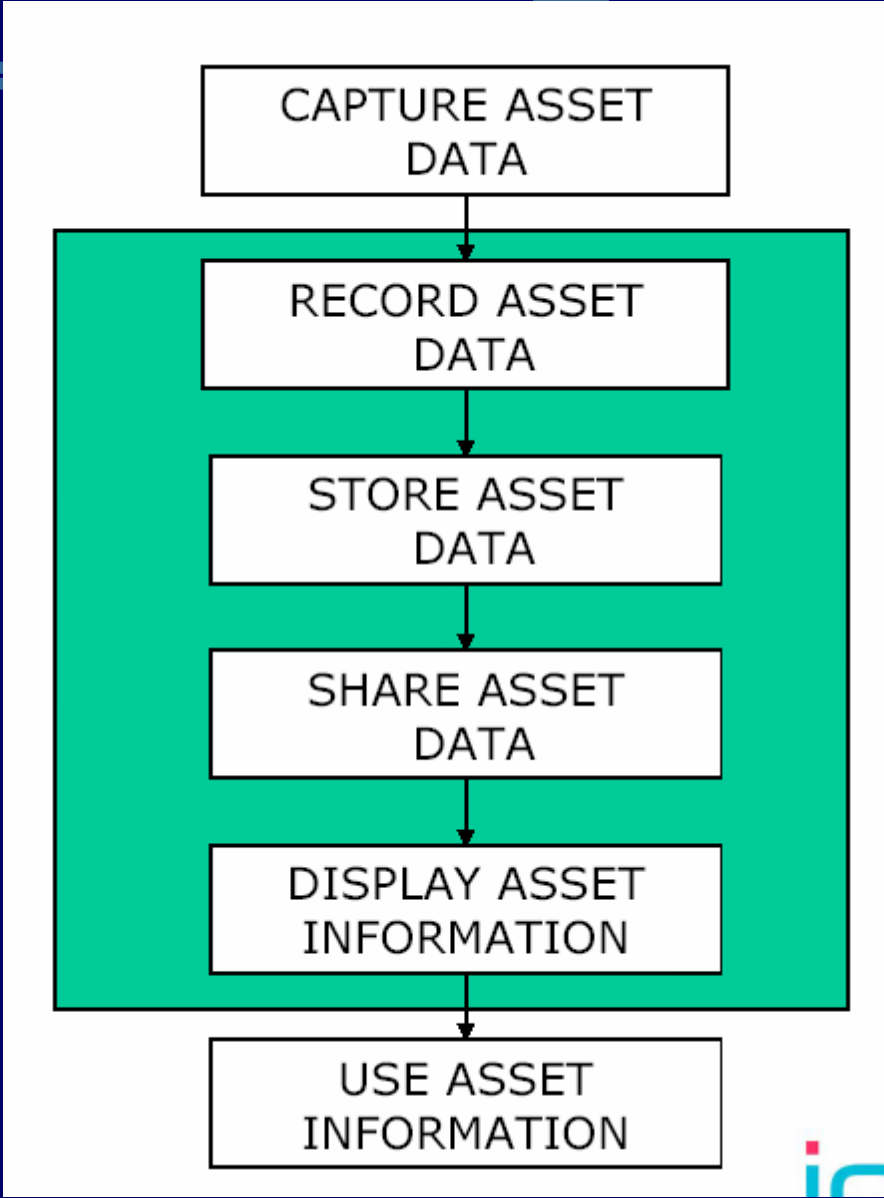 CAPTURE ASSET
DATA
RECORD ASSET
DATA
STORE ASSET
DATA
SHARE ASSET
DATA
DISPLAY ASSET
INFORMATION
USE ASSET
INFORMATION